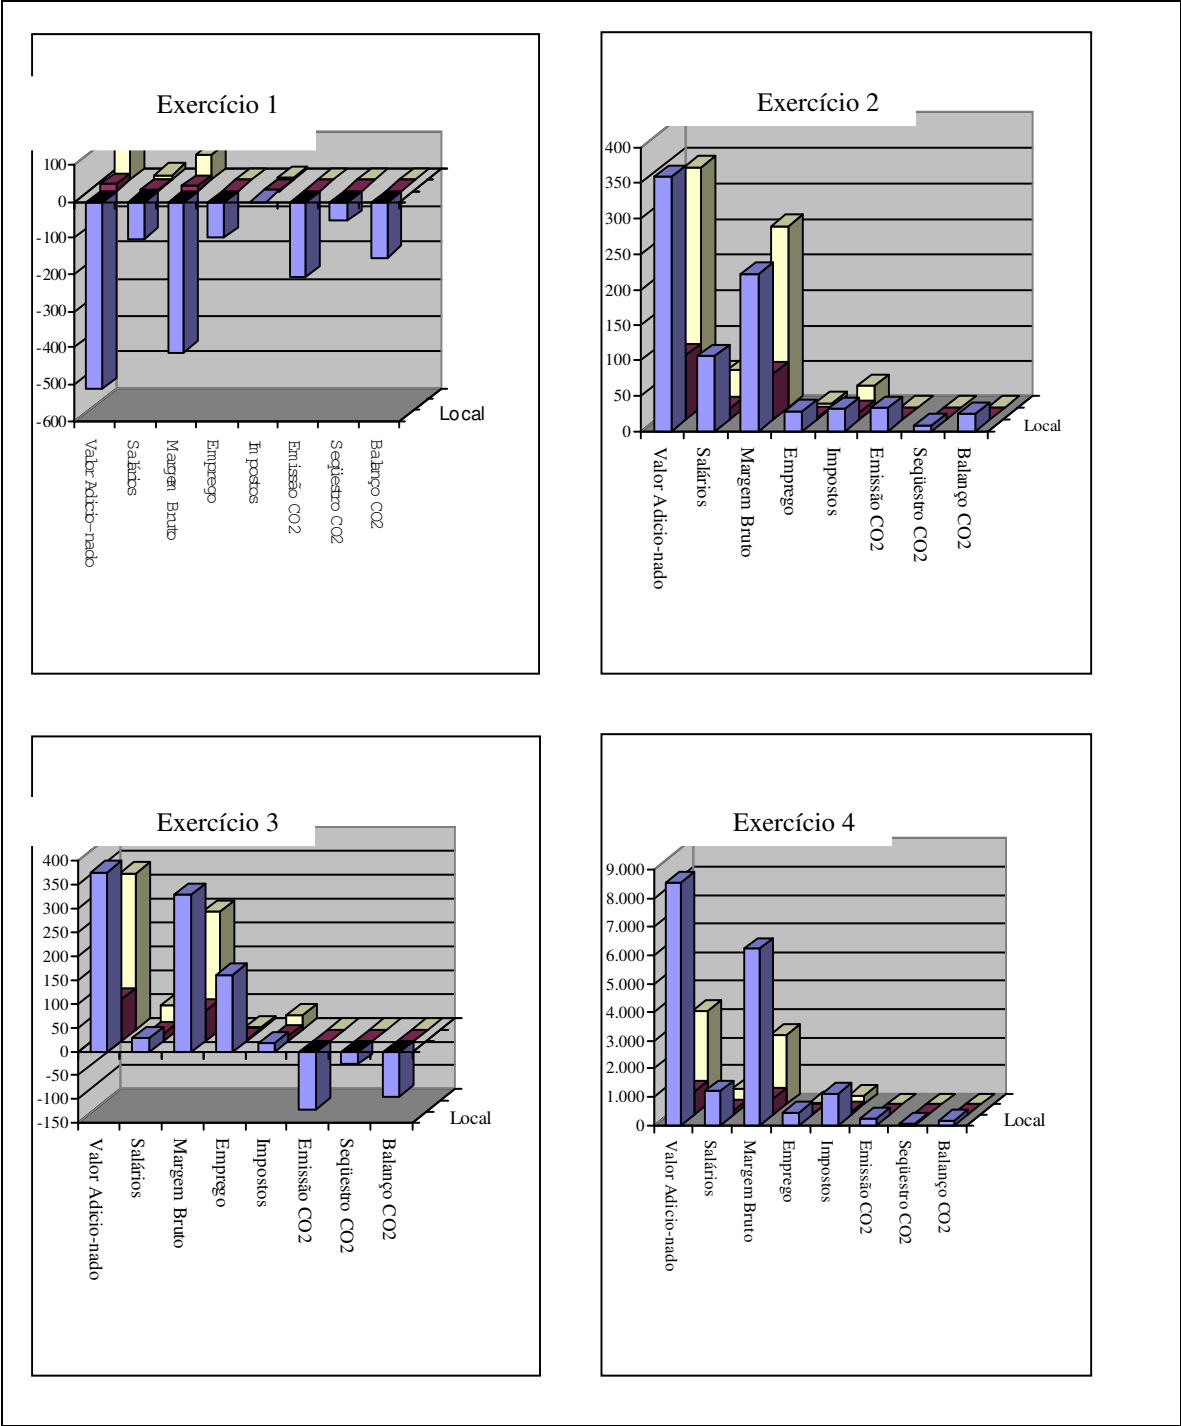 Exercício 1
100
0
-100
-200
-300
-400
-500
-600
Local
Valor Adicio-nado
Salários
Margem Bruto
Emprego
Impostos
Emissão CO2
Seqüestro CO2
Balanço CO2
Exercício 2
400
350
300
250
200
150
100
50
0
Local
Valor Adicio-nado
Salários
Margem Bruto
Emprego
Impostos
Emissão CO2
Seqüestro CO2
Balanço CO2
Exercício 3
400
350
300
250
200
150
100
50
0
-50
-100
-150
Local
Valor Adicio-nado
Salários
Margem Bruto
Emprego
Impostos
Emissão CO2
Seqüestro CO2
Balanço CO2
Exercício 4
9.000
8.000
7.000
6.000
5.000
4.000
3.000
2.000
1.000
0
Local
Valor Adicio-nado
Salários
Margem Bruto
Emprego
Impostos
Emissão CO2
Seqüestro CO2
Balanço CO2